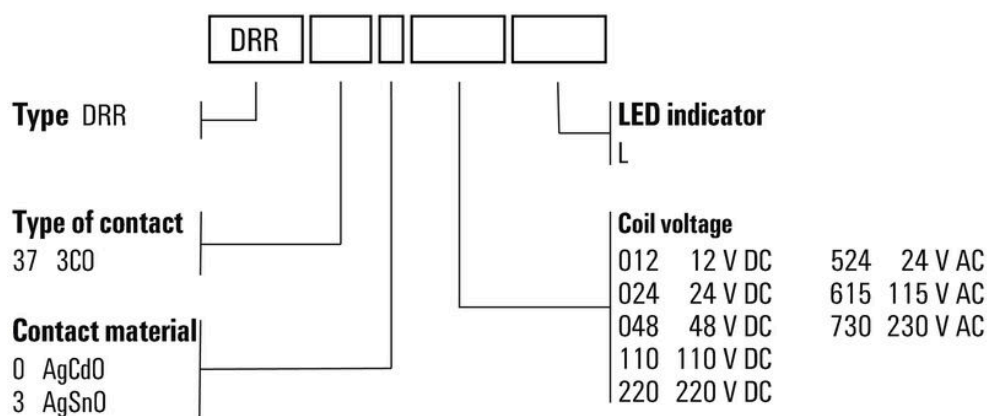 DRR
Type DRR
LED indicator
L
Type of contact
37 3CO
Coil voltage
012 12 V DC 524 24 V AC
024 24 V DC 615 115 V AC
048 48 V DC 730 230 V AC
110 110 V DC
220 220 V DC
Contact material
0 AgCdO
3 AgSnO